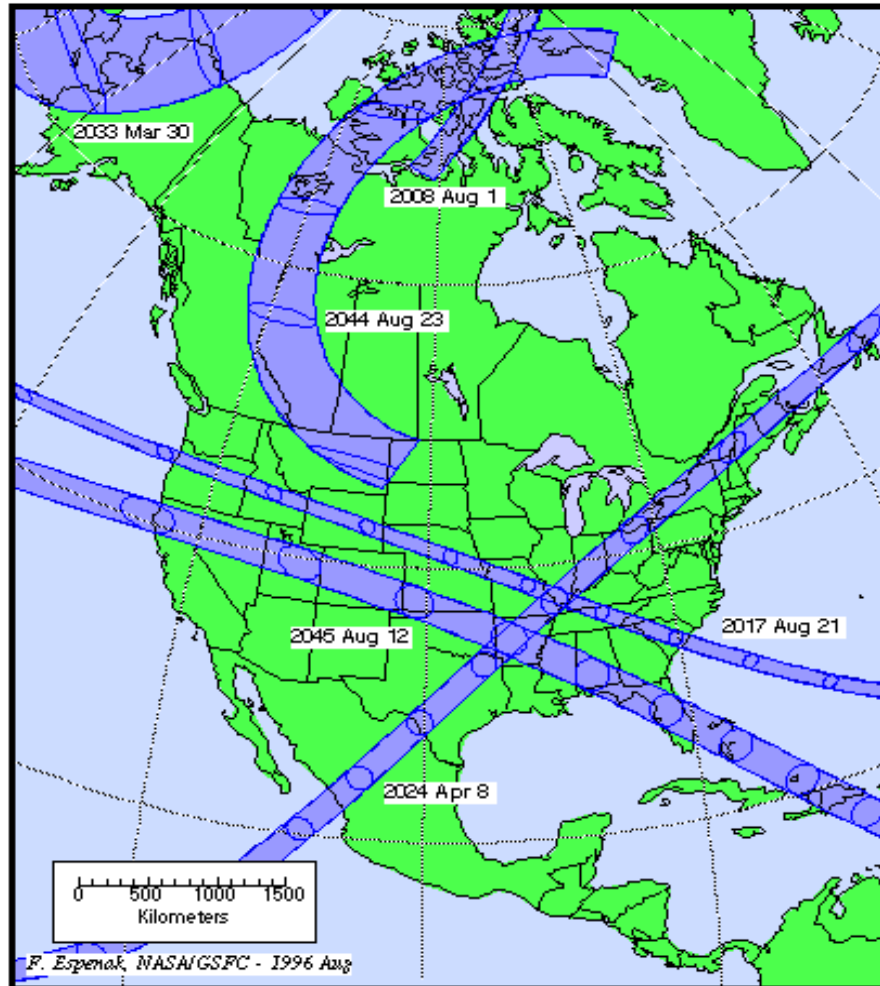 2033 Mar 30
2008 Aug 1
2044 Aug 23
2017 Aug 21
2045 Aug 12
2024 Apr 8
0 500 1000 1500
Kilometers
F. Espenak, NASA/GSFC - 1996 Aug